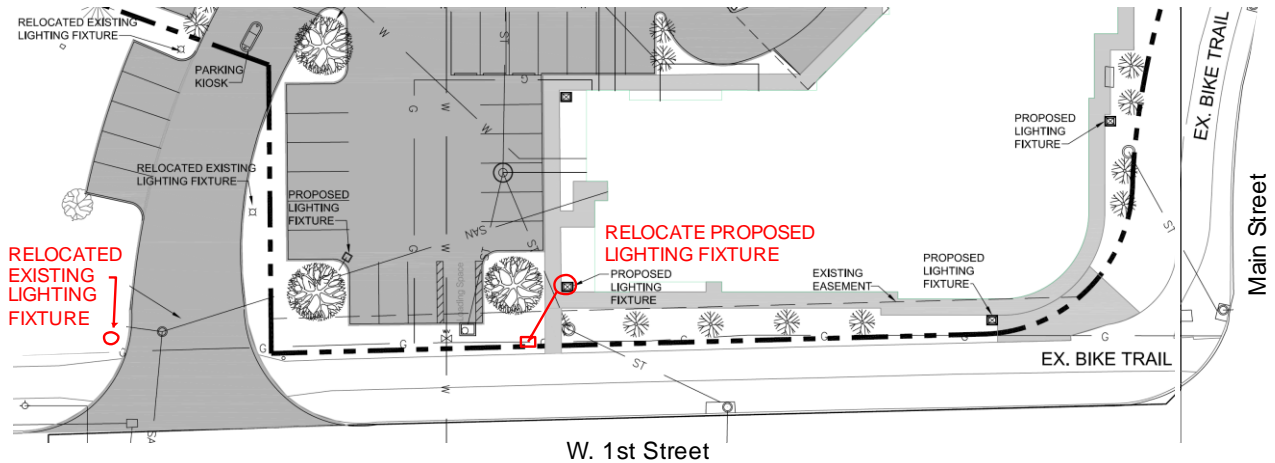 RELOCATED EXISTING
LIGHTING FIXTURE
PARKING
KIOSK
W
ST
G
W
W
G
W
EX. BIKE TRAIL
PROPOSED
LIGHTING
FIXTURE
RELOCATED EXISTING
LIGHTING FIXTURE
PROPOSED
LIGHTING
FIXTURE
SAN
ST
ST
Main Street
RELOCATED
EXISTING
LIGHTING
FIXTURE
G
W
ST
RELOCATE PROPOSED
LIGHTING FIXTURE
PROPOSED
LIGHTING
FIXTURE
EXISTING
EASEMENT
PROPOSED
LIGHTING
FIXTURE
G
G
G
G
G
G
G
ST
W
EX. BIKE TRAIL
SA
W. 1st Street